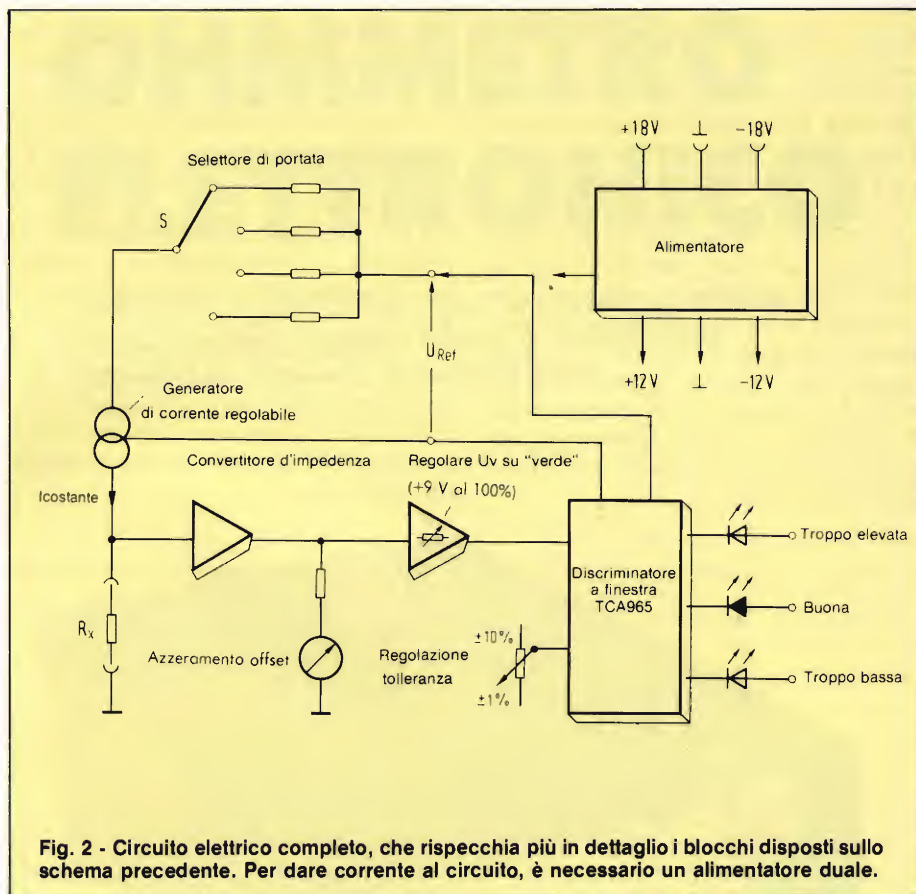 +18V ⊥ -18V
Selettore di portata
S
Alimentatore
+12V ⊥ -12V
URef
Generatore
di corrente regolabile
Convertitore d'impedenza
Regolare Uv su "verde"
(+9 V al 100%)
Icostante
Rx
Azzeramento offset
±10%
Regolazione
tolleranza
±1%
Discriminatore
a finestra
TCA965
Troppo elevata
Buona
Troppo bassa
Fig. 2 - Circuito elettrico completo, che rispecchia più in dettaglio i blocchi disposti sullo
schema precedente. Per dare corrente al circuito, è necessario un alimentatore duale.